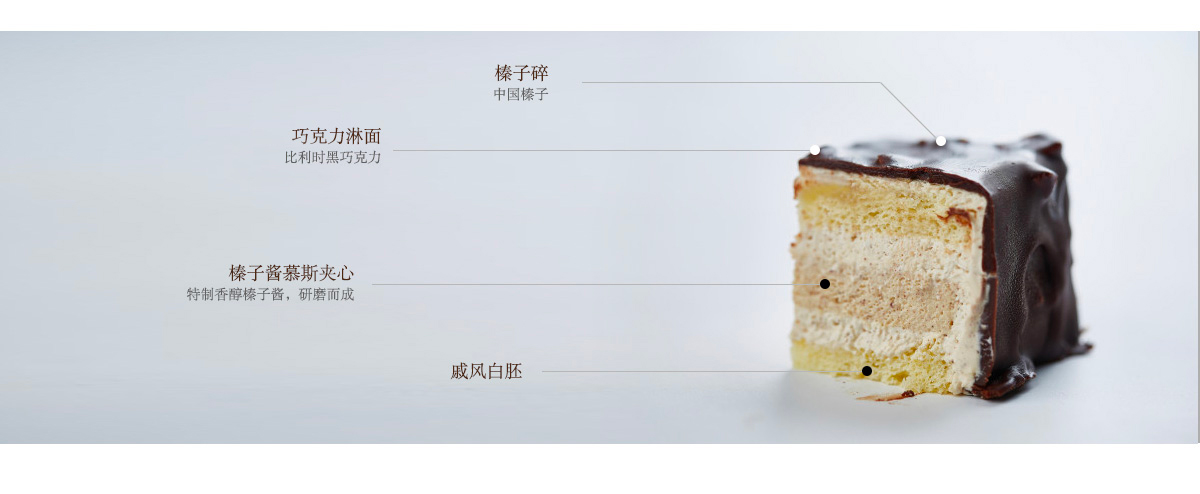 榛子碎
中国榛子
巧克力淋面
比利时黑巧克力
榛子酱慕斯夹心
特制香醇榛子酱，研磨而成
戚风白胚